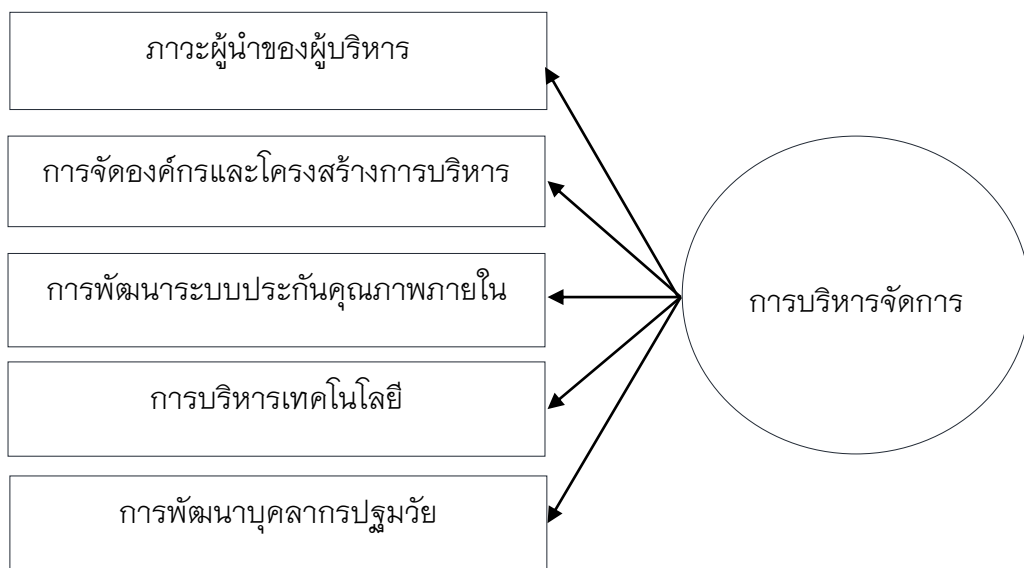 ภาวะผู้นำของผู้บริหาร
การจัดองค์กรและโครงสร้างการบริหาร
การพัฒนาระบบประกันคุณภาพภายใน
การบริหารเทคโนโลยี
การพัฒนาบุคลากรปฐมวัย
การบริหารจัดการ